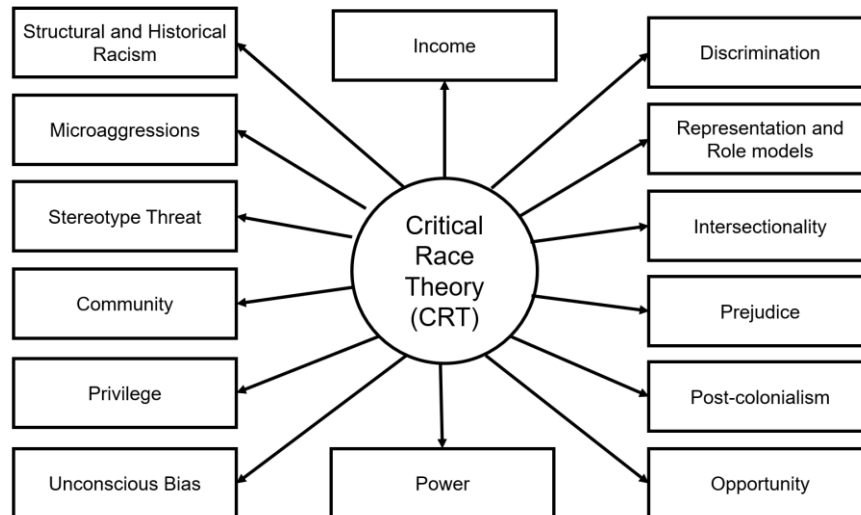 Structural and Historical
Racism
Microaggressions
Stereotype Threat
Community
Privilege
Unconscious Bias
Income
Critical
Race
Theory
(CRT)
Power
Discrimination
Representation and
Role models
Intersectionality
Prejudice
Post-colonialism
Opportunity